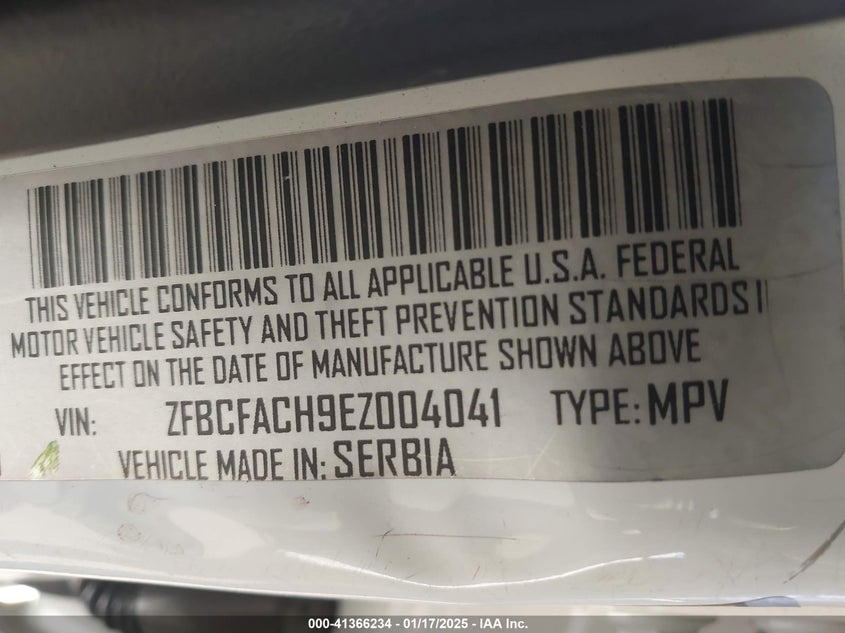 THIS VEHICLE CONFORMS TO ALL APPLICABLE U.S.A. FEDERAL
MOTOR VEHICLE SAFETY AND THEFT PREVENTION STANDARDS I
EFFECT ON THE DATE OF MANUFACTURE SHOWN ABOVE
VIN: ZFBCFACH9EZ004041 TYPE: MPV
VEHICLE MADE IN: SERBIA
000-41366234 - 01/17/2025 - IAA Inc.